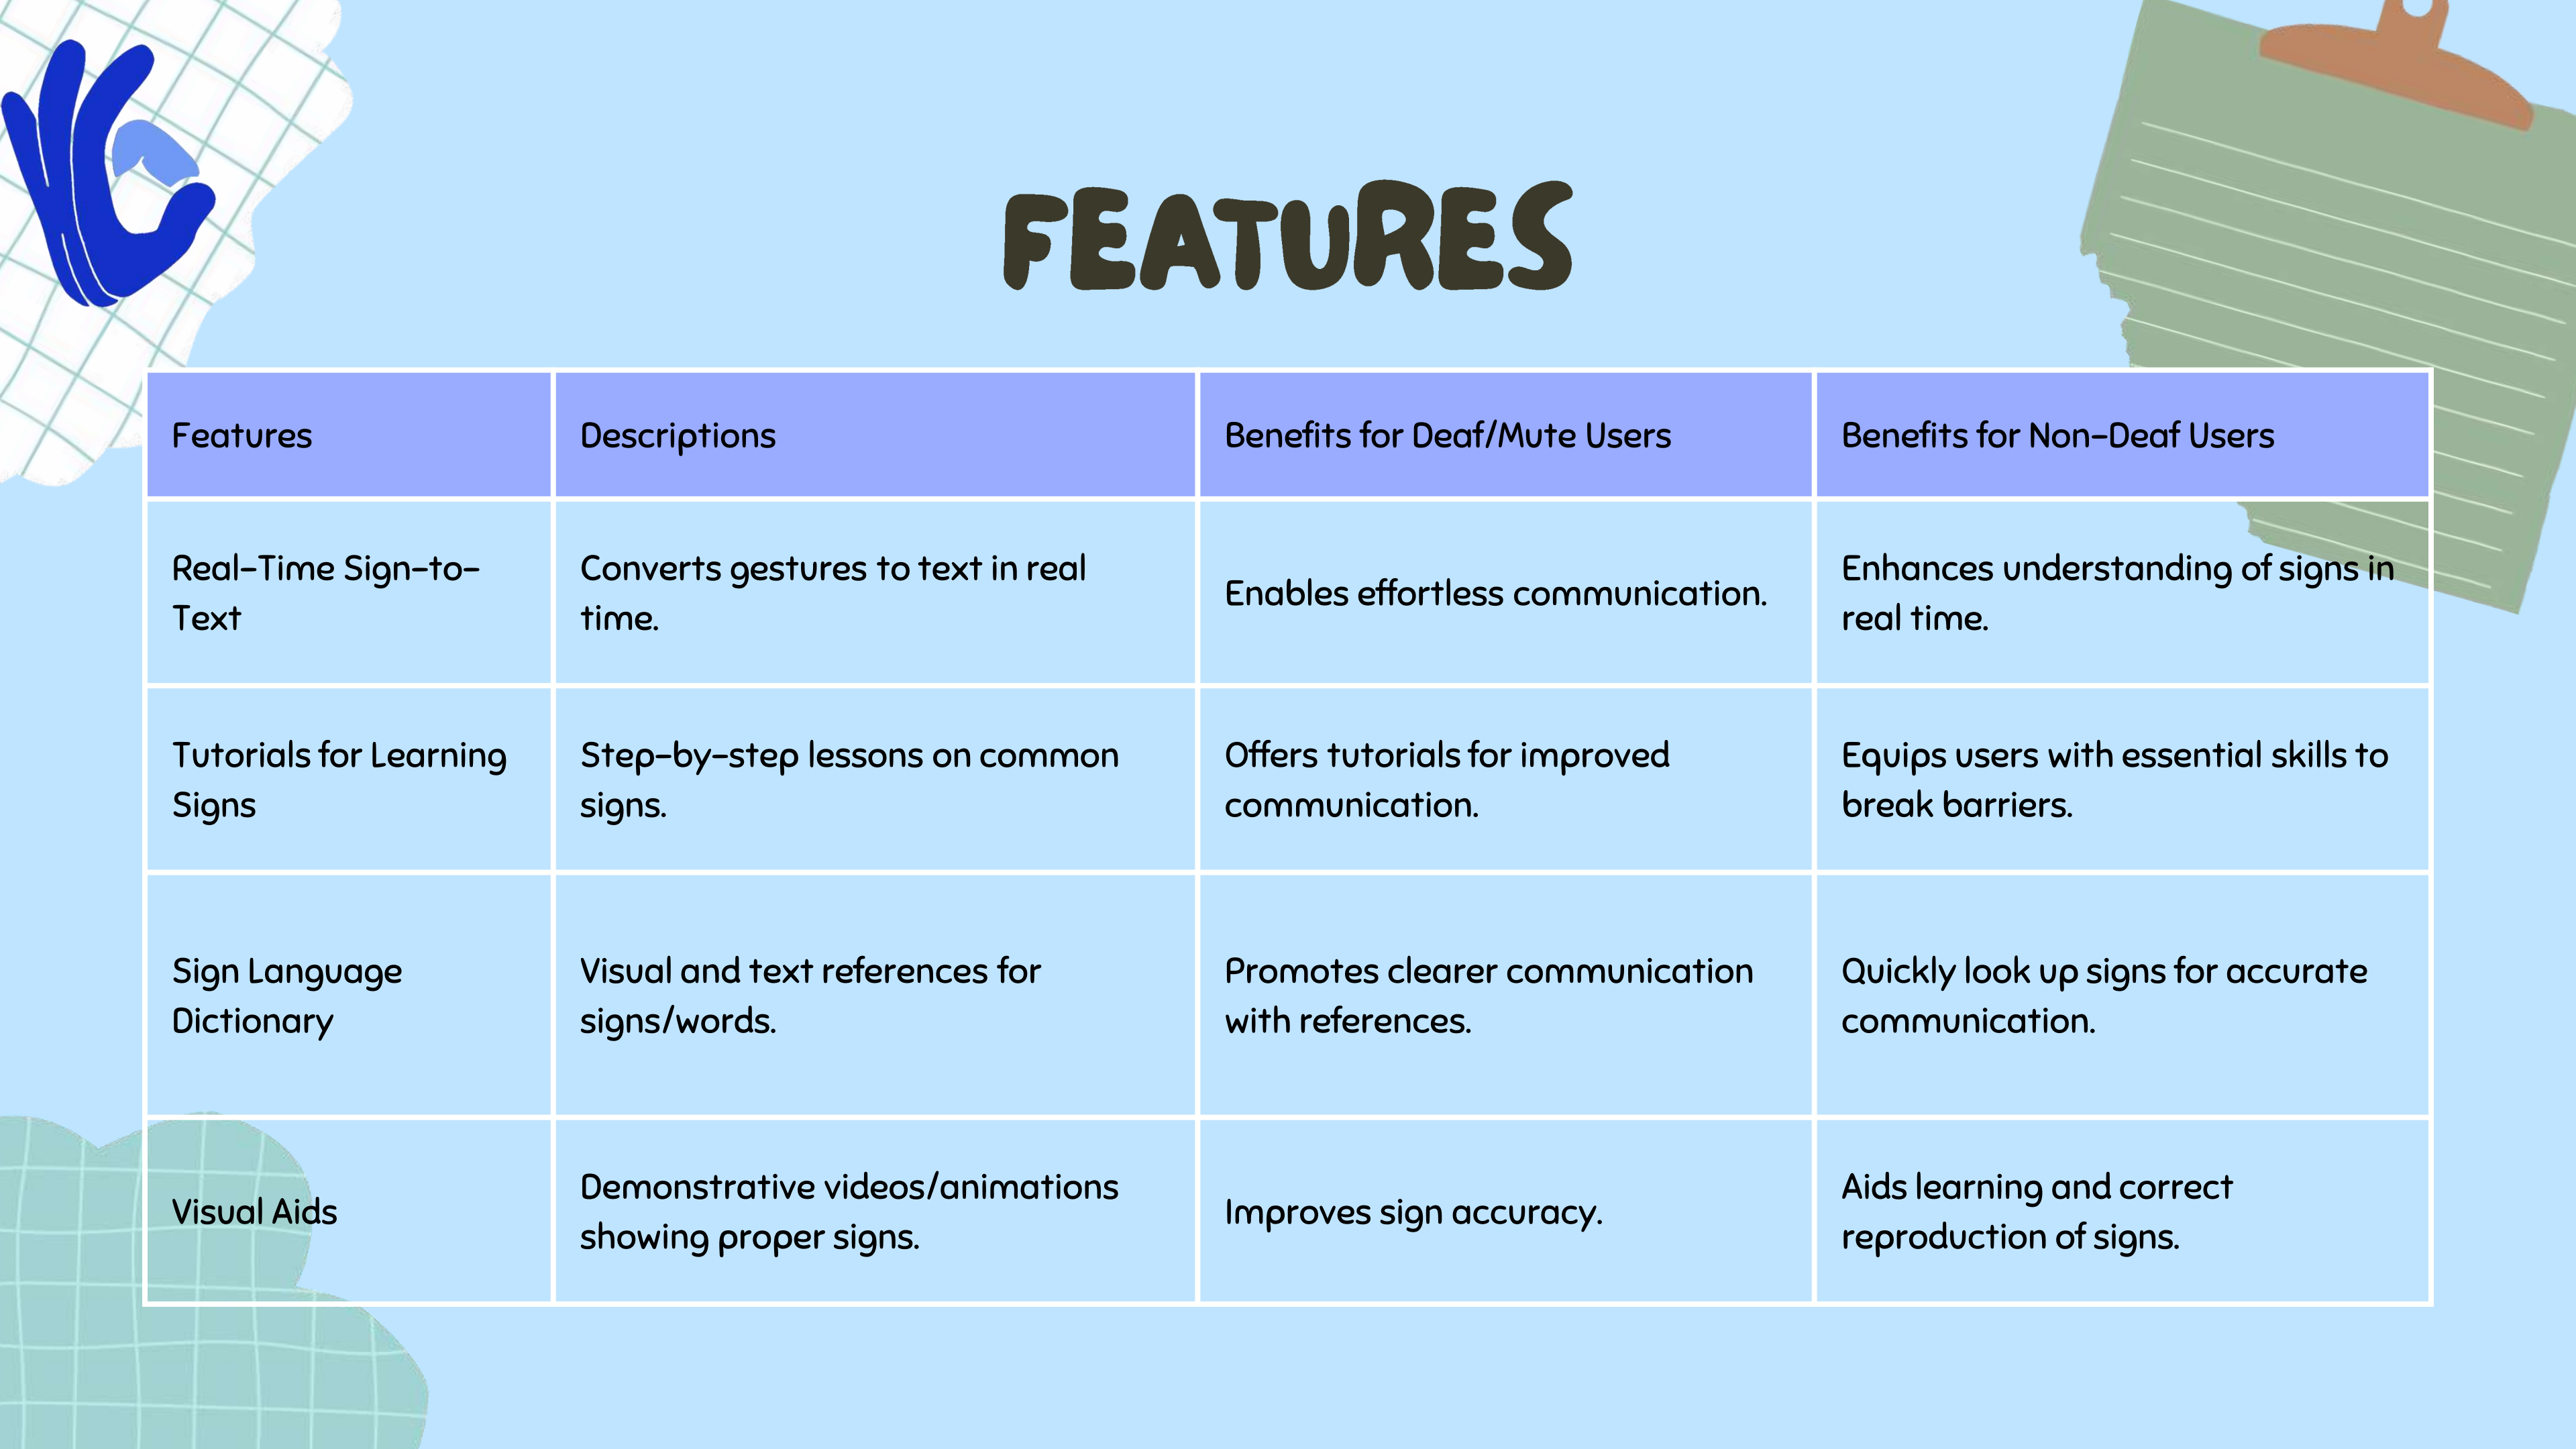 FEATURES
Features
Descriptions
Benefits for Deaf/Mute Users
Benefits for Non-Deaf Users
Real-Time Sign-to-
Text
Converts gestures to text in real
time.
Enables effortless communication.
Enhances understanding of signs in
real time.
Tutorials for Learning
Signs
Step-by-step lessons on common
signs.
Offers tutorials for improved
communication.
Equips users with essential skills to
break barriers.
Sign Language
Dictionary
Visual and text references for
signs/words.
Promotes clearer communication
with references.
Quickly look up signs for accurate
communication.
Visual Aids
Demonstrative videos/animations
showing proper signs.
Improves sign accuracy.
Aids learning and correct
reproduction of signs.